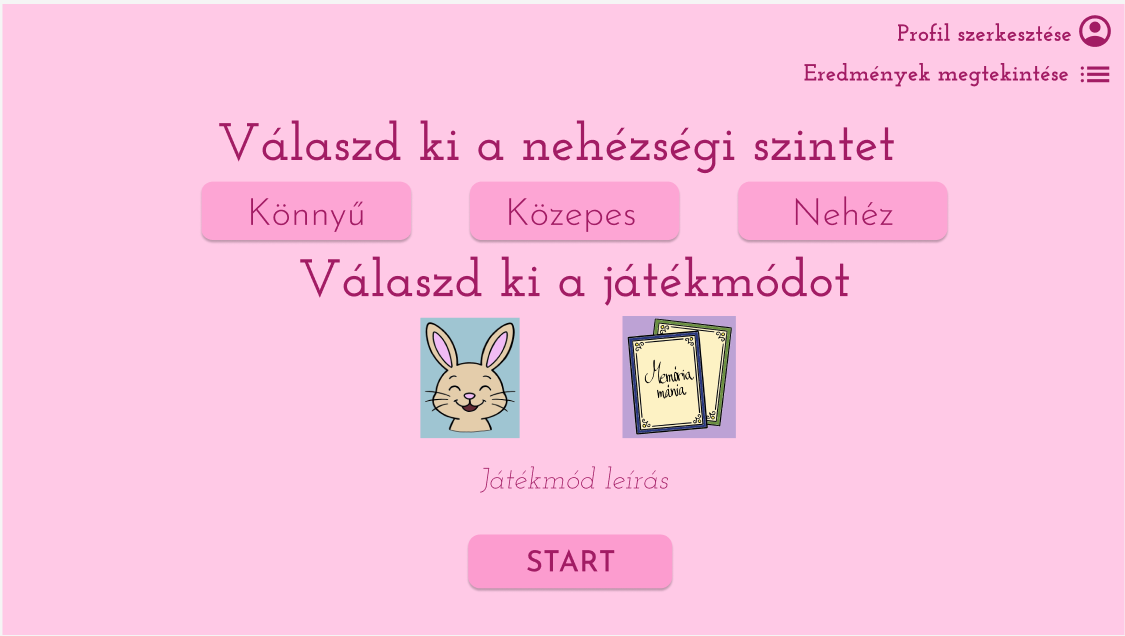 Profil szerkesztése
Eredmények megtekintése
Válaszd ki a nehézségi szintet
Könnyű
Közepes
Nehéz
Válaszd ki a játékmódot
Memória
mánia
Játékmód leírás
START